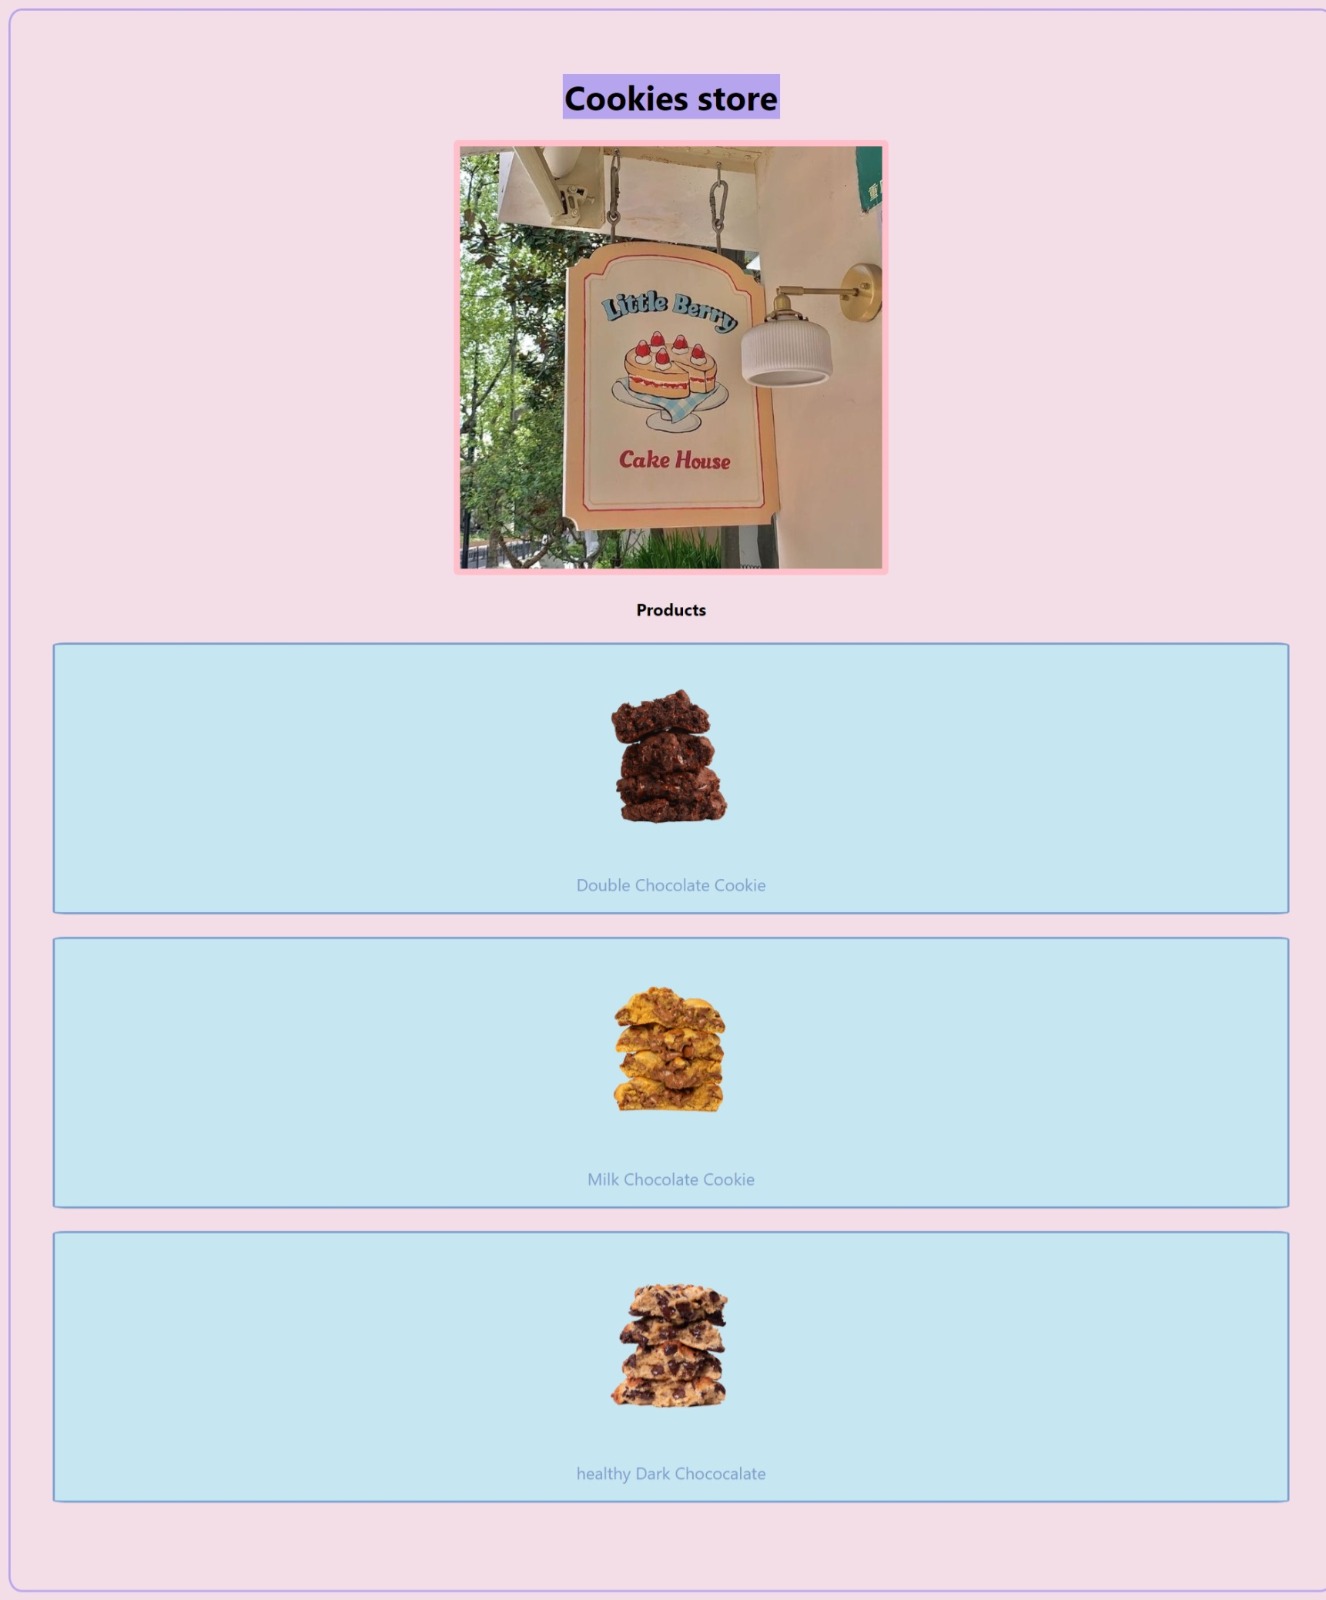 Cookies store
Little Berry
Cake House
Products
Double Chocolate Cookie
Milk Chocolate Cookie
healthy Dark Chococalate